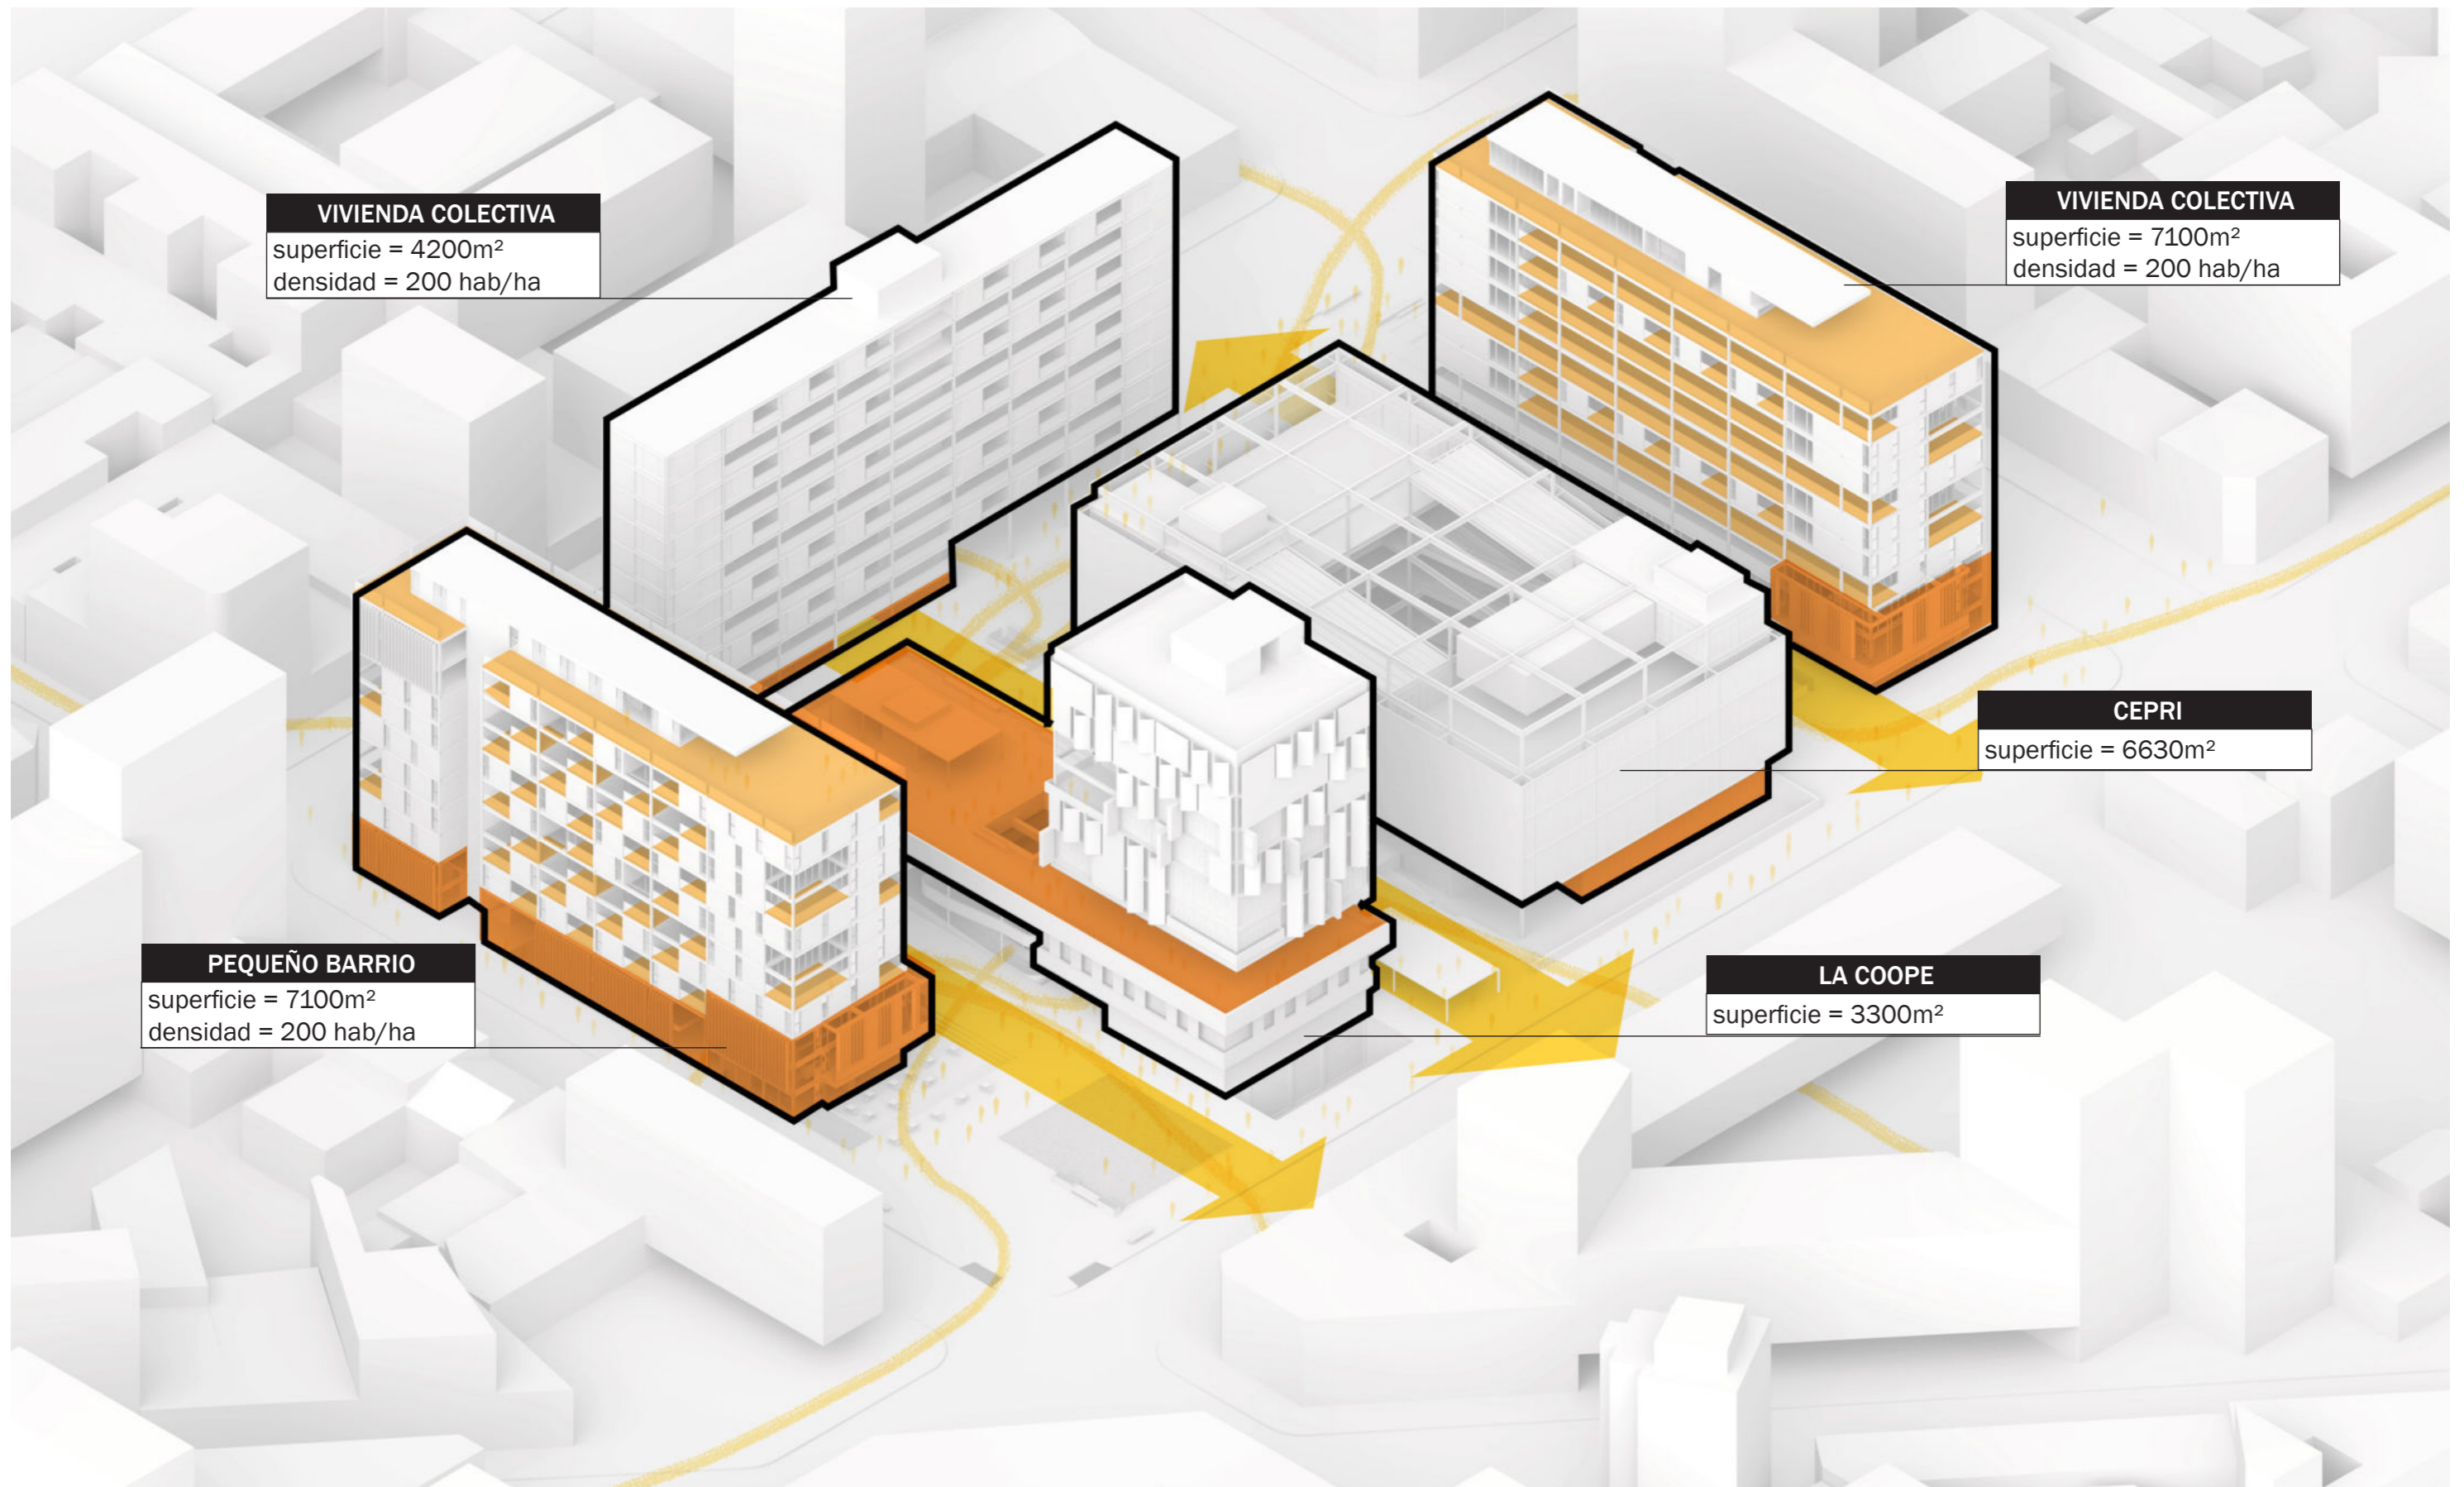 VIVIENDA COLECTIVA
superficie = 4200m²
densidad = 200 hab/ha
VIVIENDA COLECTIVA
superficie = 7100m²
densidad = 200 hab/ha
CEPRI
superficie = 6630m²
PEQUEÑO BARRIO
superficie = 7100m²
densidad = 200 hab/ha
LA COOPE
superficie = 3300m²